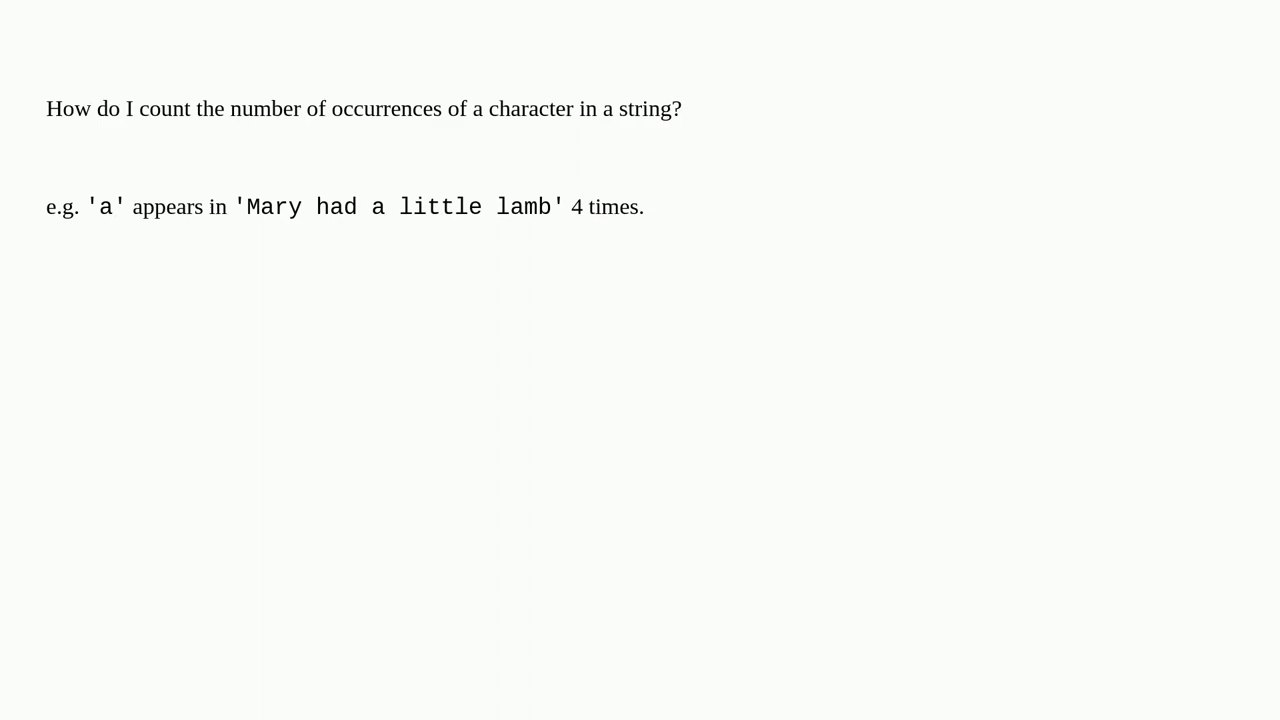 How do I count the number of occurrences of a character in a string?
e.g. 'a' appears in 'Mary had a little lamb' 4 times.